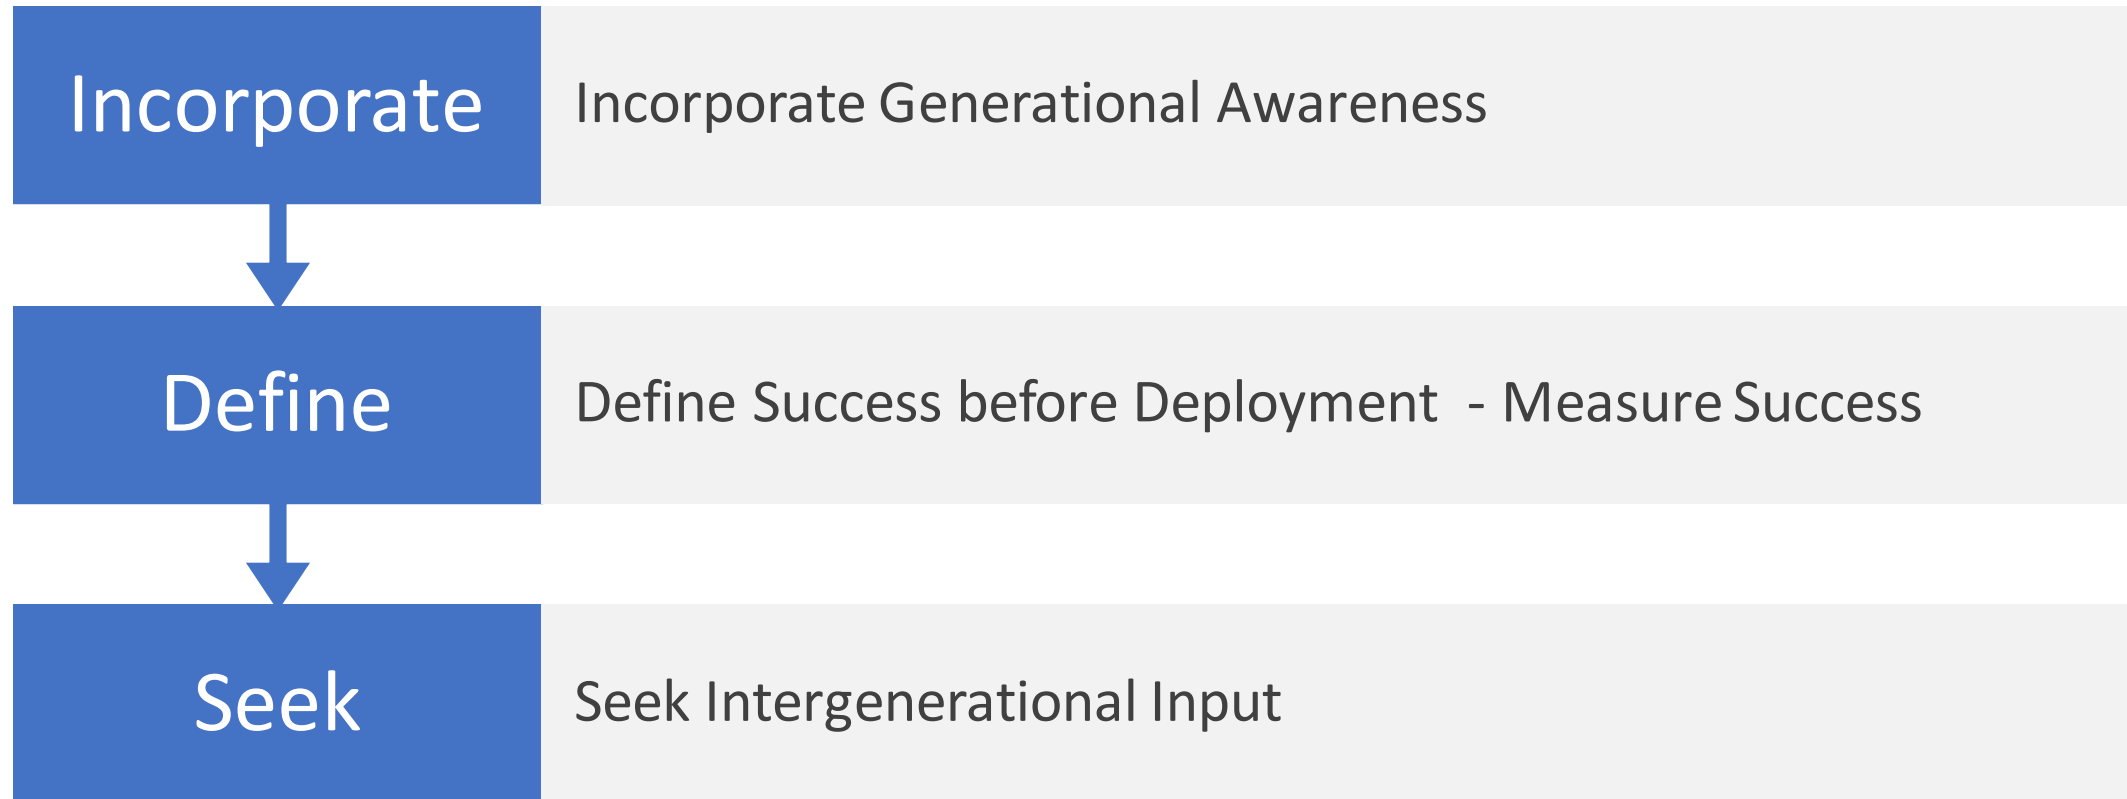 Incorporate
Incorporate Generational Awareness
Define
Define Success before Deployment  - Measure Success
Seek
Seek Intergenerational Input